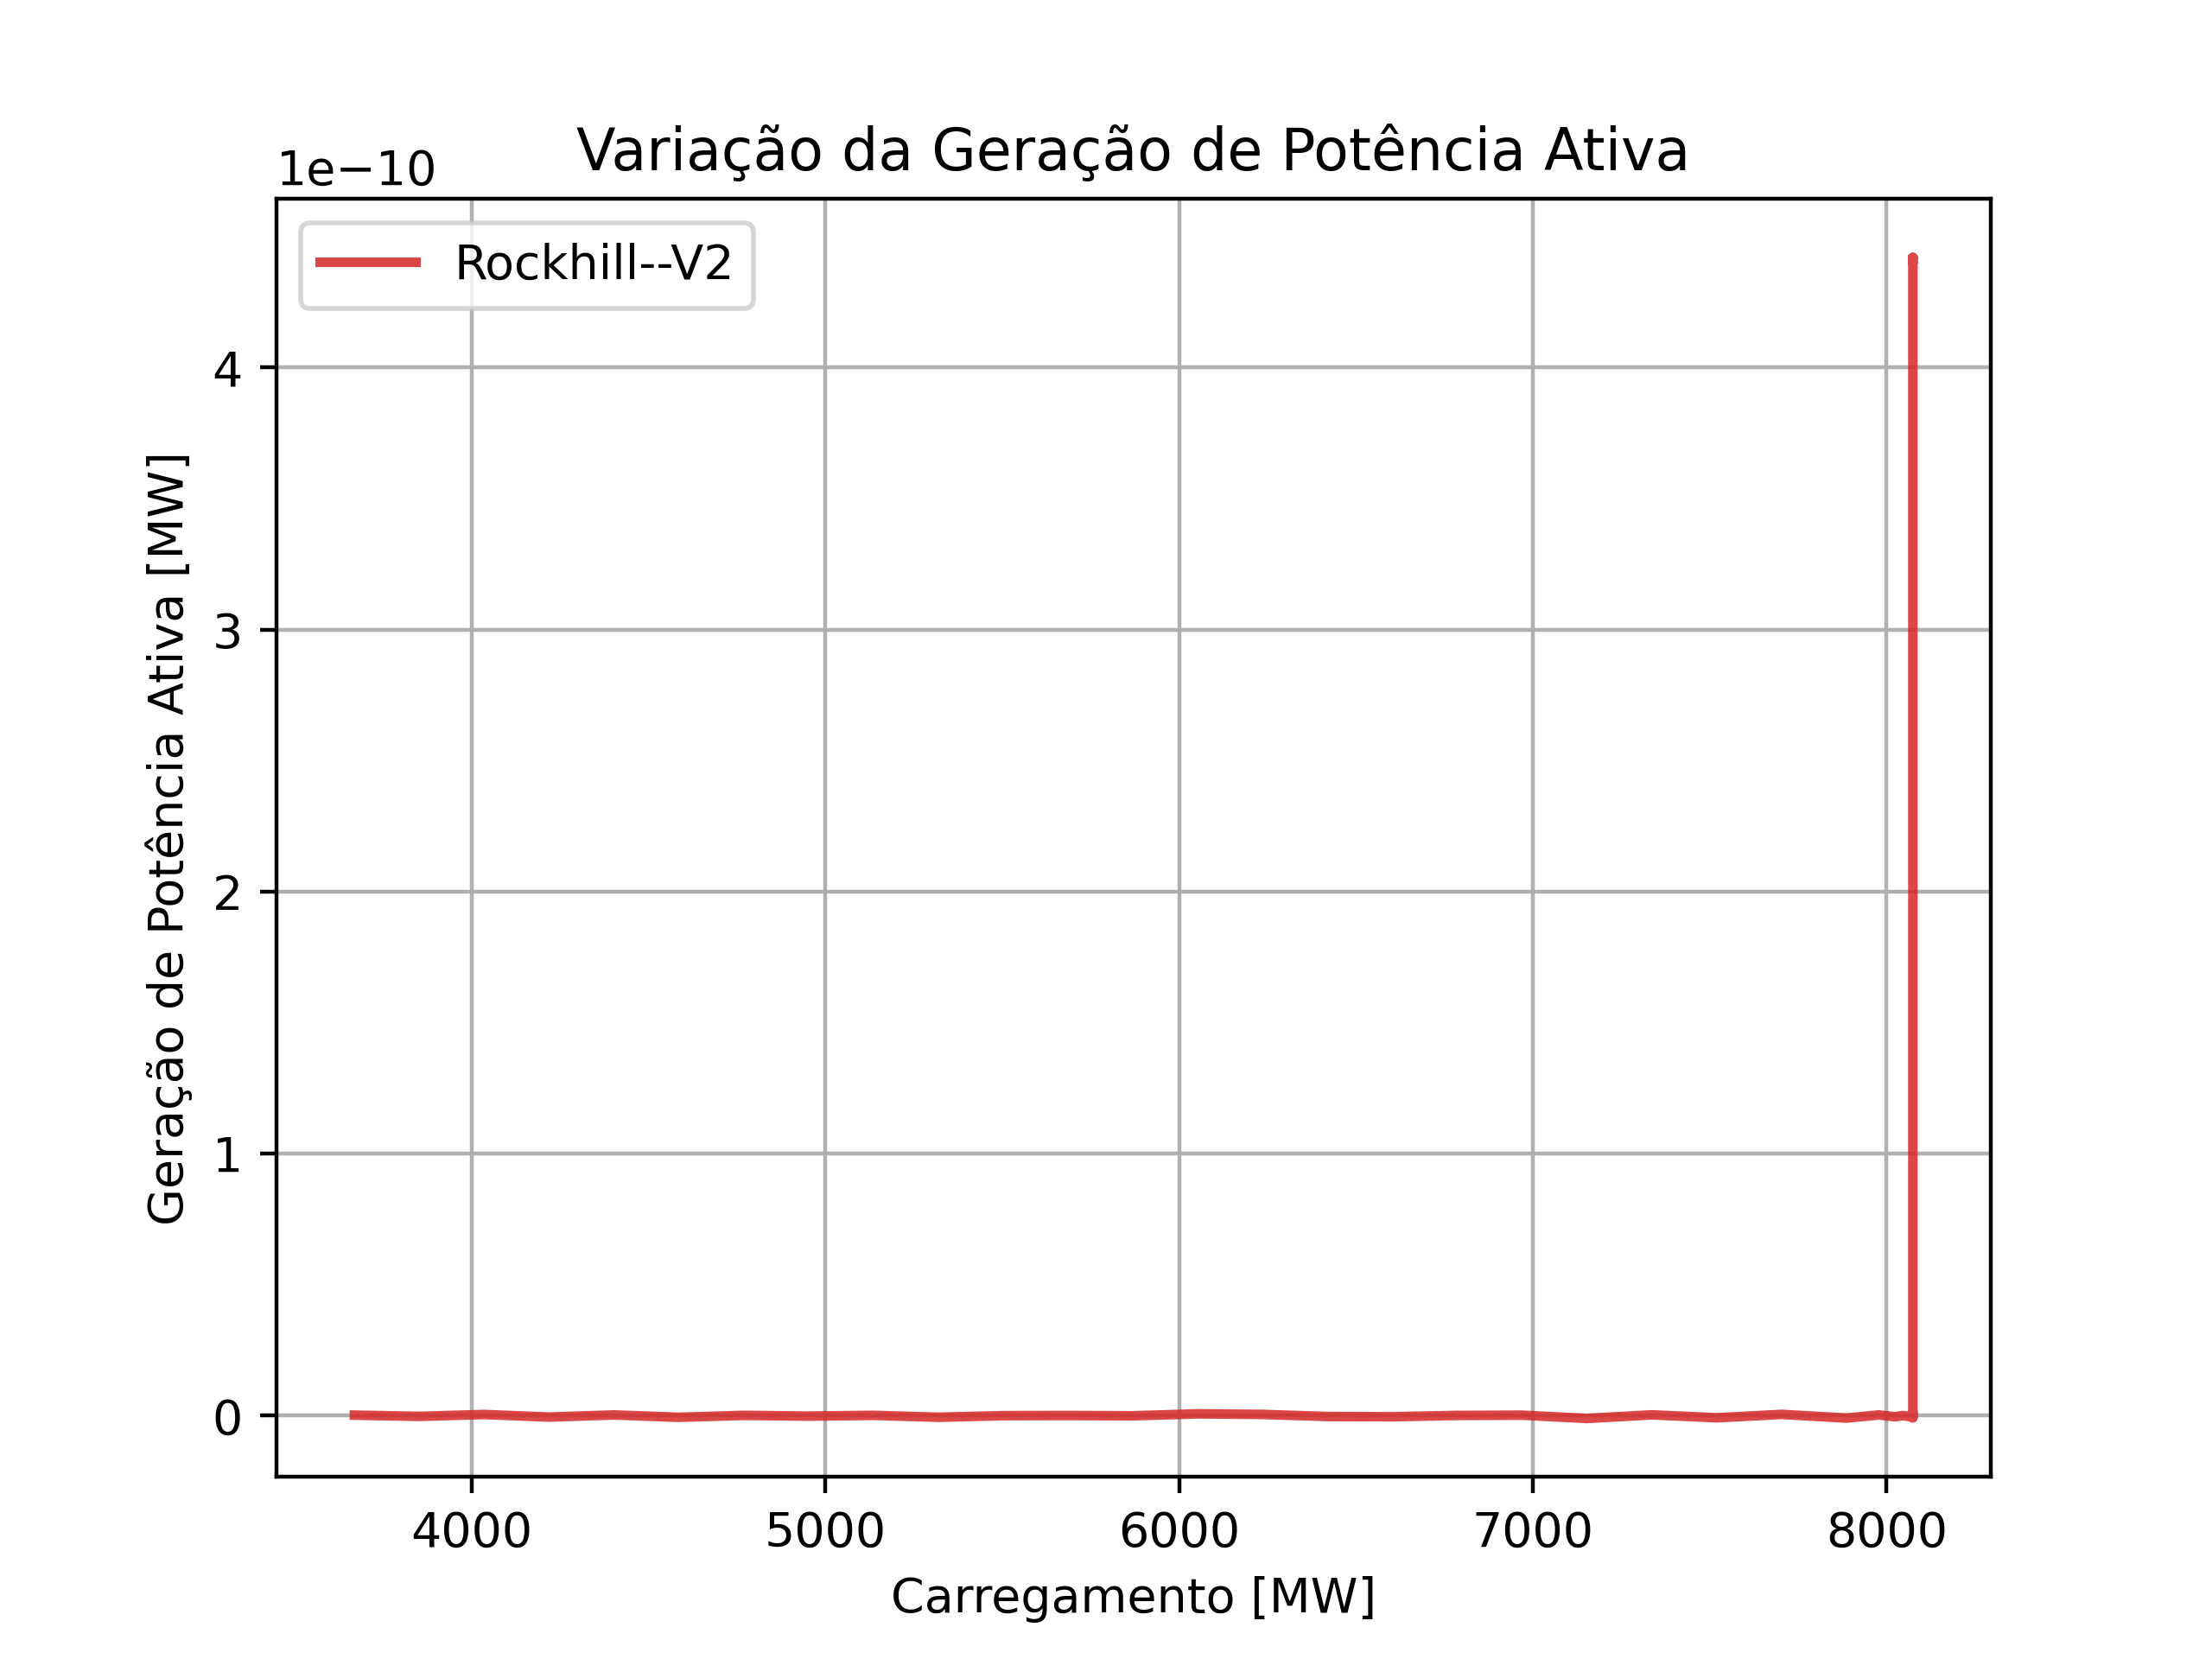 Variação da Geração de Potência Ativa
1e−10
Rockhill--V2
4
3
2
1
0
Geração de Potência Ativa [MW]
4000 5000 6000 7000 8000
Carregamento [MW]